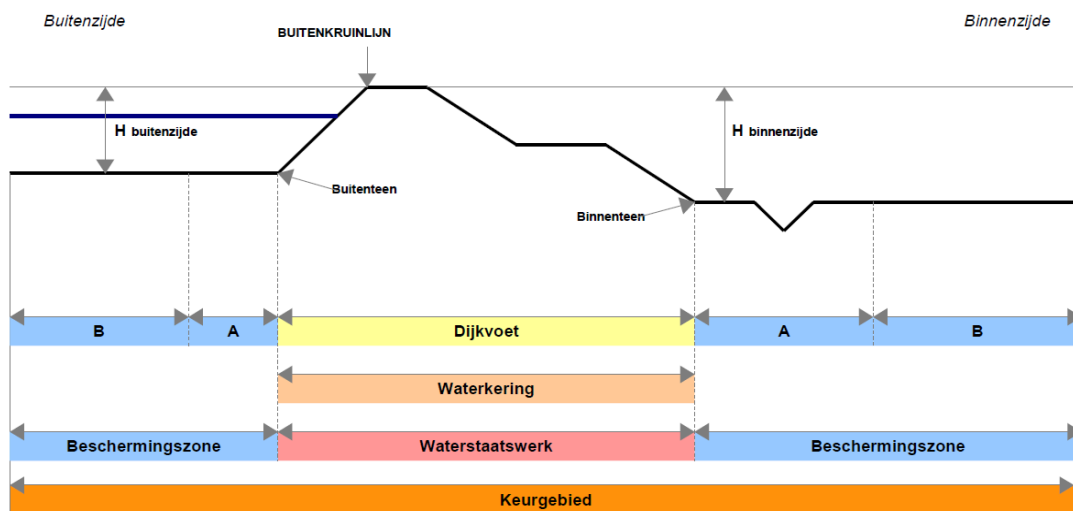 Buitenzijde
Binnenzijde
BUITENKRUINLIJN
H buitenzijde
H binnenzijde
Buitenteen
Binnenteen
B
A
Dijkvoet
A
B
Waterkering
Beschermingszone
Waterstaatswerk
Beschermingszone
Keurgebied